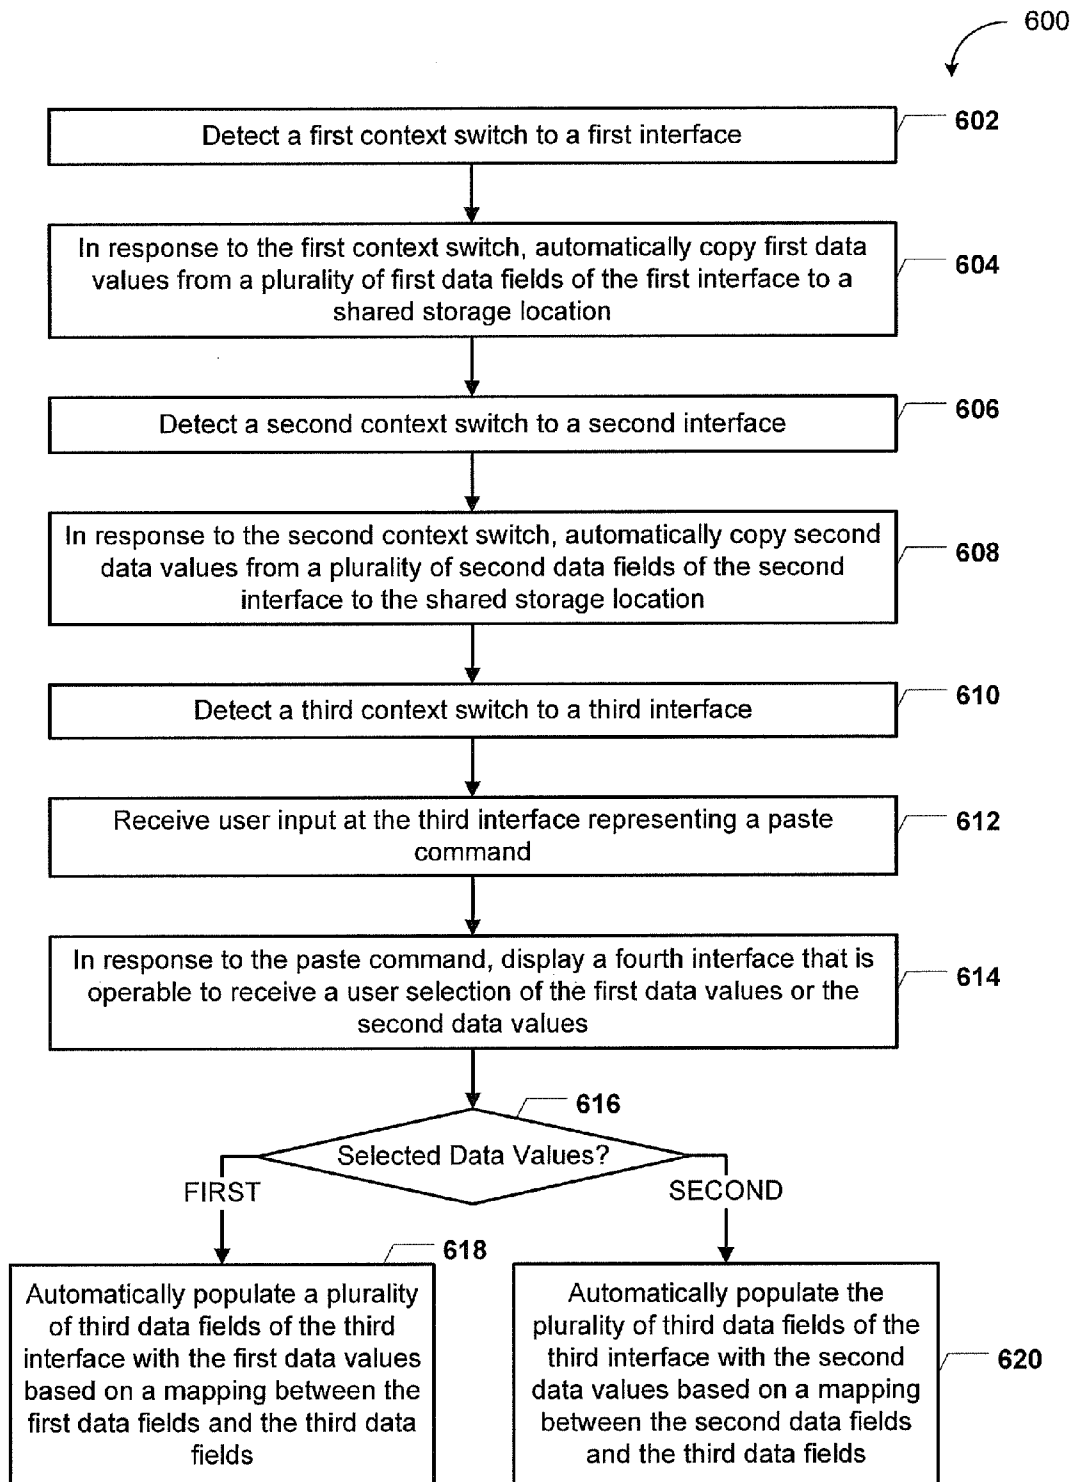 600
Detect a first context switch to a first interface
602
In response to the first context switch, automatically copy first data
values from a plurality of first data fields of the first interface to a
shared storage location
604
Detect a second context switch to a second interface
606
In response to the second context switch, automatically copy second
data values from a plurality of second data fields of the second
interface to the shared storage location
608
Detect a third context switch to a third interface
610
Receive user input at the third interface representing a paste
command
612
In response to the paste command, display a fourth interface that is
operable to receive a user selection of the first data values or the
second data values
614
616
Selected Data Values?
FIRST
SECOND
618
Automatically populate a plurality
of third data fields of the third
interface with the first data values
based on a mapping between the
first data fields and the third data
fields
Automatically populate the
plurality of third data fields of the
third interface with the second
data values based on a mapping
between the second data fields
and the third data fields
620